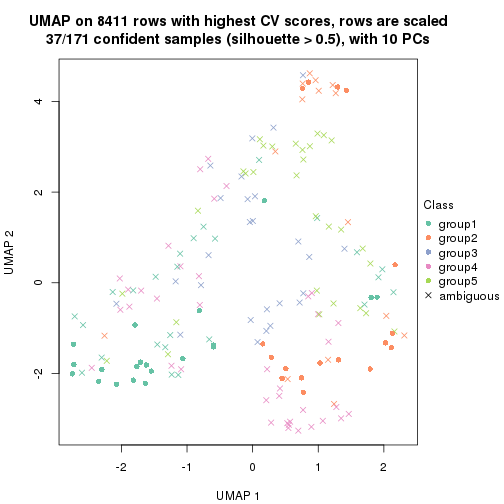 UMAP on 8411 rows with highest CV scores, rows are scaled
37/171 confident samples (silhouette > 0.5), with 10 PCs
4
2
0
-2
-2
-1
0
1
2
UMAP 2
UMAP 1
Class
group1
group2
group3
group4
group5
ambiguous